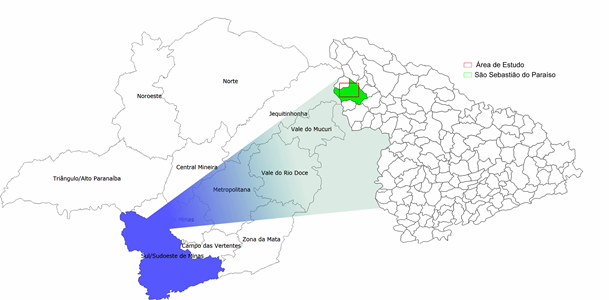 Área de Estudo
São Sebastião do Paraíso
Norte
Noroeste
Jequitinhonha
Vale do Mucuri
Central Mineira
Vale do Rio Doce
Triângulo/Alto Paranaíba
Metropolitana
Zona da Mata
Campo das Vertentes
Sul/Sudoeste de Minas